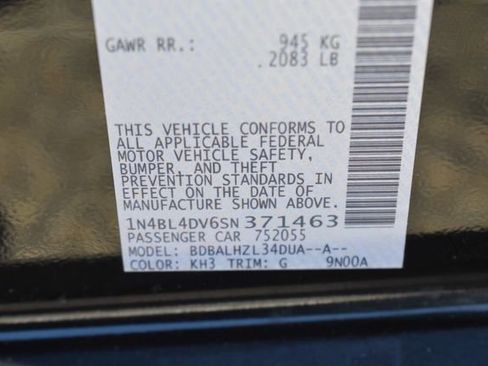 GAWR RR.: 945 KG
2083 LB
THIS VEHICLE CONFORMS TO
ALL APPLICABLE FEDERAL
MOTOR VEHICLE SAFETY,
BUMPER, AND THEFT
PREVENTION STANDARDS IN
EFFECT ON THE DATE OF
MANUFACTURE SHOWN ABOVE.
1N4BL4DV6SN371463
PASSENGER CAR 752055
MODEL: BDBALHZL34DUA--A--
COLOR: KH3 TRIM: G 9N00A